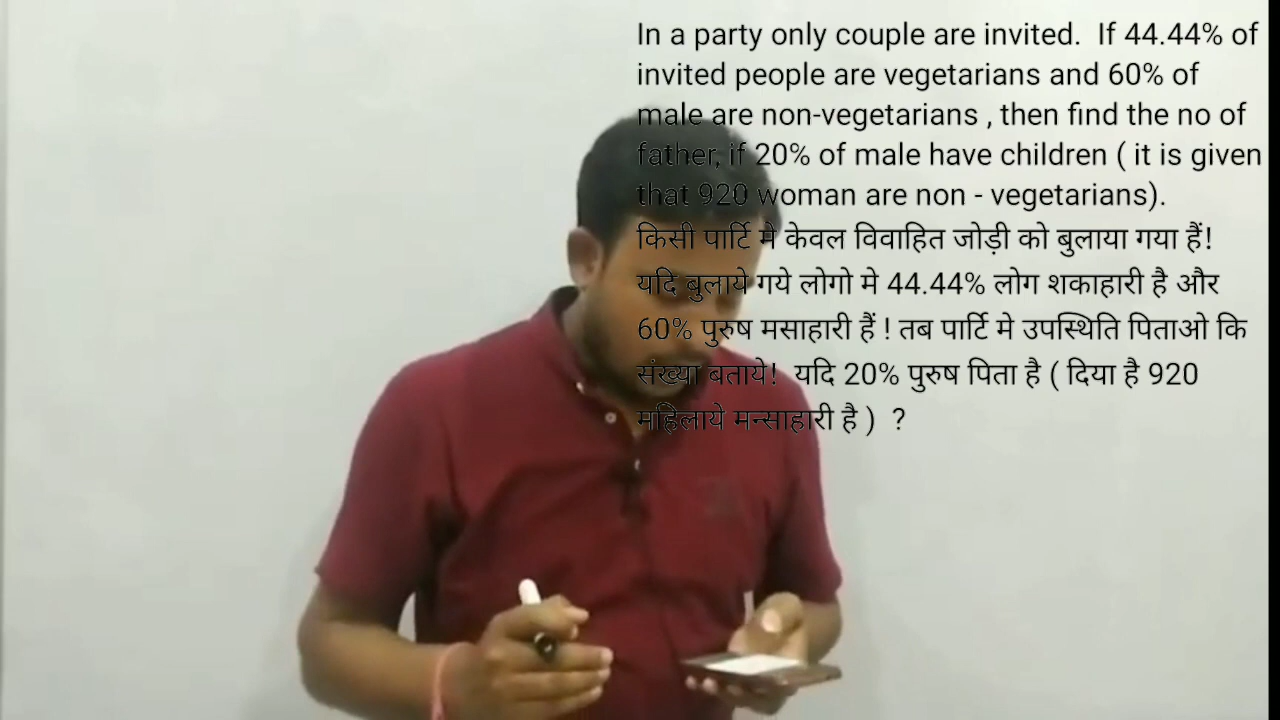 In a party only couple are invited.  If 44.44% of
invited people are vegetarians and 60% of
male are non-vegetarians , then find the no of
father, if 20% of male have children ( it is given
that 920 woman are non - vegetarians).
किसी पार्टि मे केवल विवाहित जोड़ी को बुलाया गया हैं!
यदि बुलाये गये लोगो मे 44.44% लोग शकाहारी है और
60% पुरुष मसाहारी हैं ! तब पार्टि मे उपस्थिति पिताओ कि
संख्या बताये!  यदि 20% पुरुष पिता है ( दिया है 920
महिलाये मन्साहारी है )  ?